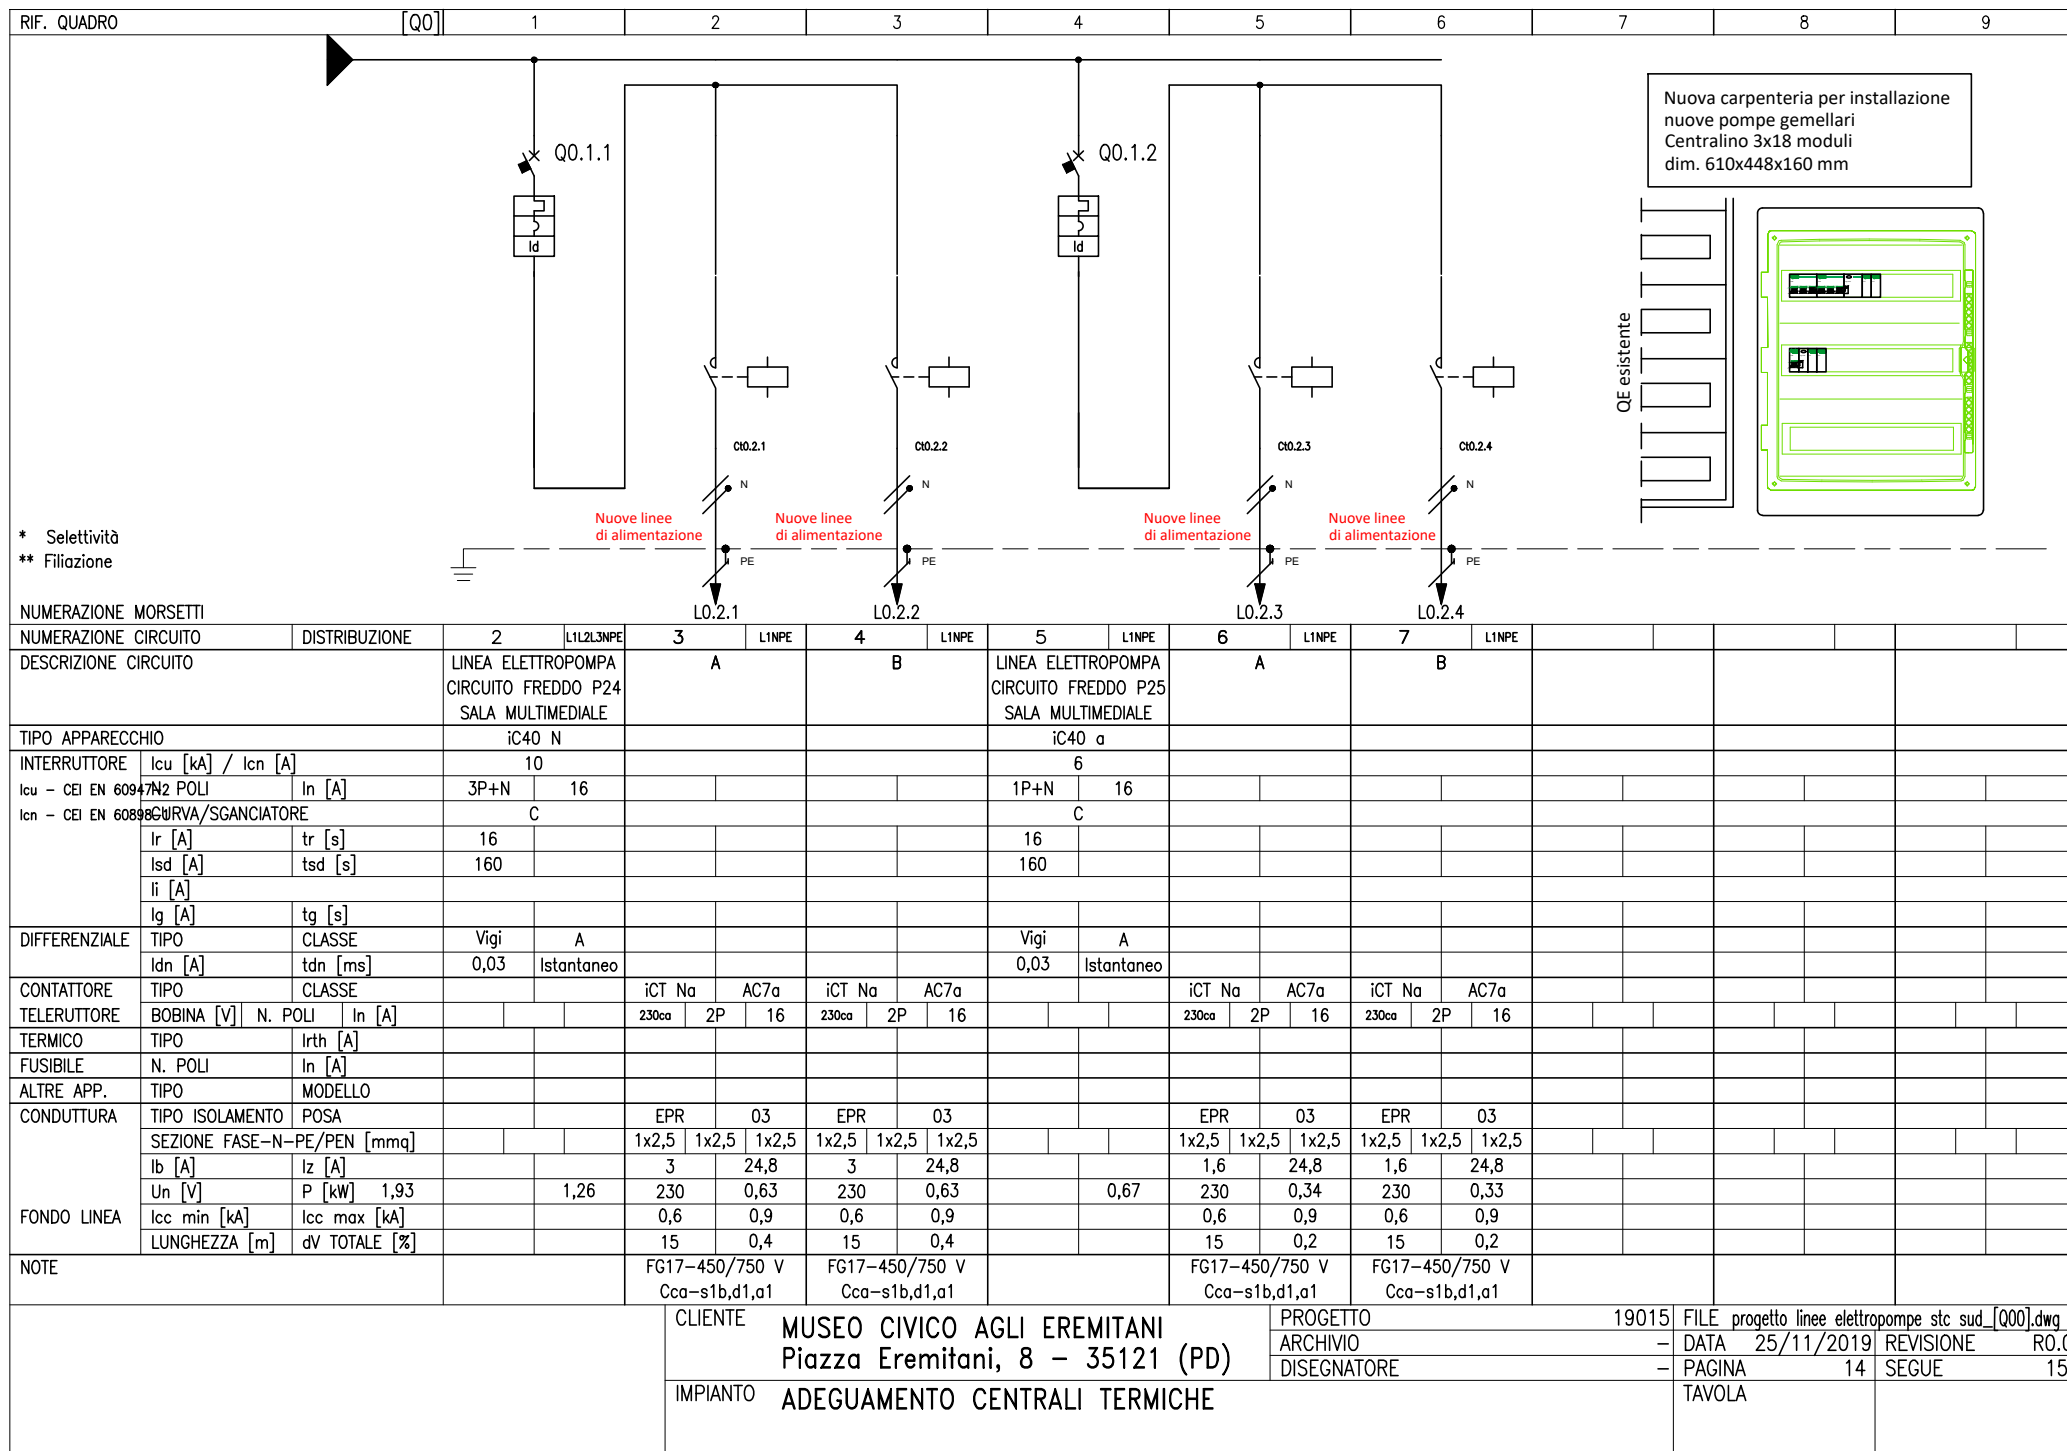 RIF. QUADRO [Q0] 1 2 3 4 5 6 7 8 9
Nuova carpenteria per installazione
nuove pompe gemellari
Centralino 3x18 moduli
dim. 610x448x160 mm
Q0.1.1 Q0.1.2
Id Id
QE esistente
Ct0.2.1 Ct0.2.2 Ct0.2.3 Ct0.2.4
N N N N
Nuove linee Nuove linee Nuove linee Nuove linee
di alimentazione di alimentazione di alimentazione di alimentazione
* Selettività
** Filiazione
PE PE PE PE
NUMERAZIONE MORSETTI L0.2.1 L0.2.2 L0.2.3 L0.2.4
NUMERAZIONE CIRCUITO DISTRIBUZIONE 2 L1L2L3NPE 3 L1NPE 4 L1NPE 5 L1NPE 6 L1NPE 7 L1NPE
DESCRIZIONE CIRCUITO LINEA ELETTROPOMPA A B LINEA ELETTROPOMPA A B
CIRCUITO FREDDO P24 CIRCUITO FREDDO P25
SALA MULTIMEDIALE SALA MULTIMEDIALE
TIPO APPARECCHIO iC40 N iC40 a
INTERRUTTORE Icu [kA] / Icn [A] 10 6
Icu - CEI EN 60947-2 N. POLI In [A] 3P+N 16 1P+N 16
Icn - CEI EN 60898-1 CURVA/SGANCIATORE C C
Ir [A] tr [s] 16 16
Isd [A] tsd [s] 160 160
Ii [A]
Ig [A] tg [s]
DIFFERENZIALE TIPO CLASSE Vigi A Vigi A
Idn [A] tdn [ms] 0,03 Istantaneo 0,03 Istantaneo
CONTATTORE TIPO CLASSE iCT Na AC7a iCT Na AC7a iCT Na AC7a iCT Na AC7a
TELERUTTORE BOBINA [V] N. POLI In [A] 230ca 2P 16 230ca 2P 16 230ca 2P 16 230ca 2P 16
TERMICO TIPO Irth [A]
FUSIBILE N. POLI In [A]
ALTRE APP. TIPO MODELLO
CONDUTTURA TIPO ISOLAMENTO POSA EPR 03 EPR 03 EPR 03 EPR 03
SEZIONE FASE-N-PE/PEN [mmq] 1x2,5 1x2,5 1x2,5 1x2,5 1x2,5 1x2,5 1x2,5 1x2,5 1x2,5 1x2,5 1x2,5 1x2,5
Ib [A] Iz [A] 3 24,8 3 24,8 1,6 24,8 1,6 24,8
Un [V] P [kW] 1,93 1,26 230 0,63 230 0,63 0,67 230 0,34 230 0,33
FONDO LINEA Icc min [kA] Icc max [kA] 0,6 0,9 0,6 0,9 0,6 0,9 0,6 0,9
LUNGHEZZA [m] dV TOTALE [%] 15 0,4 15 0,4 15 0,2 15 0,2
NOTE FG17-450/750 V FG17-450/750 V FG17-450/750 V FG17-450/750 V
Cca-s1b,d1,a1 Cca-s1b,d1,a1 Cca-s1b,d1,a1 Cca-s1b,d1,a1
CLIENTE MUSEO CIVICO AGLI EREMITANI
Piazza Eremitani, 8 - 35121 (PD)
PROGETTO 19015 FILE progetto linee elettropompe stc sud_[Q00].dwg
ARCHIVIO - DATA 25/11/2019 REVISIONE R0.0
DISEGNATORE - PAGINA 14 SEGUE 15
IMPIANTO ADEGUAMENTO CENTRALI TERMICHE TAVOLA